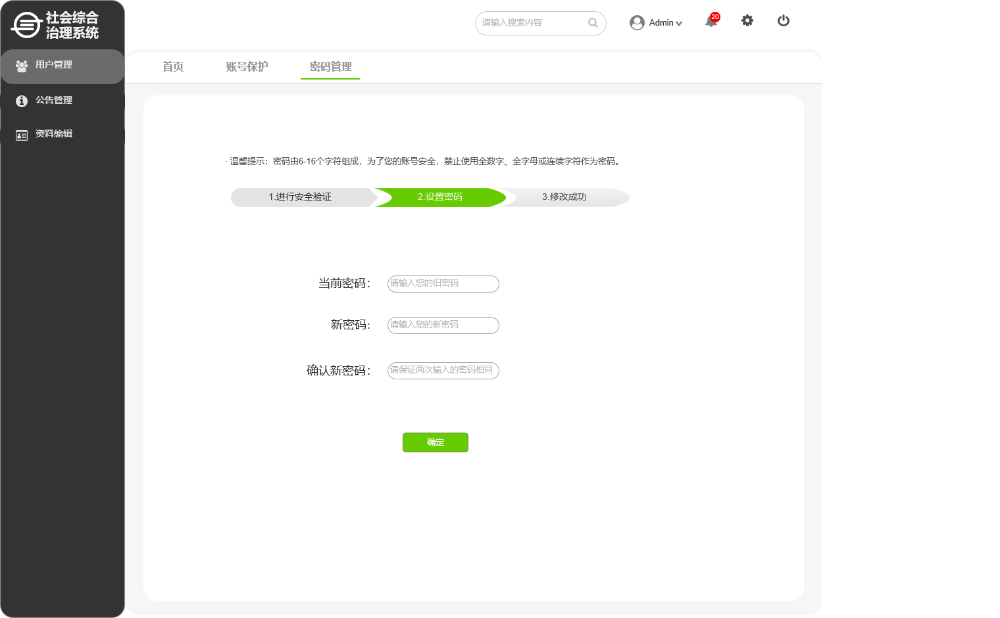 社会综合
治理系统
请输入搜索内容
Admin
20
用户管理
公告管理
资料编辑
首页
账号保护
密码管理
· 温馨提示：密码由6-16个字符组成，为了您的账号安全，禁止使用全数字、全字母或连续字符作为密码。
1.进行安全验证
2.设置密码
3.修改成功
当前密码：
请输入您的旧密码
新密码：
请输入您的新密码
确认新密码：
请保证两次输入的密码相同
确定